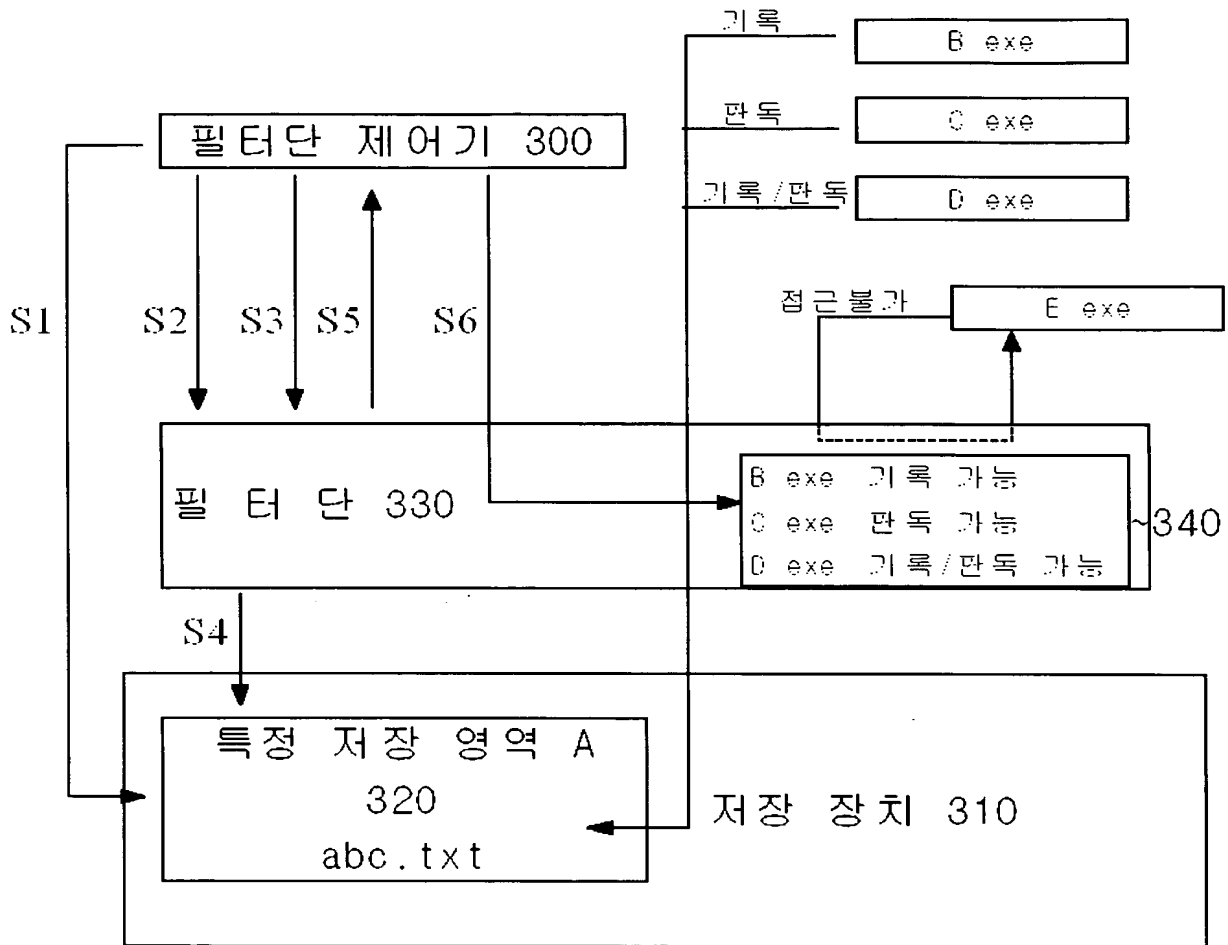 기록
B exe
판독
C exe
필터단 제어기 300
기록/판독
D exe
접근불가
E exe
S1
S2
S3
S5
S6
필 터 단 330
B exe 기록 가능
C exe 판독 가능
D exe 기록/판독 가능
~340
S4
특정 저장 영역 A
320
abc.txt
저장 장치 310